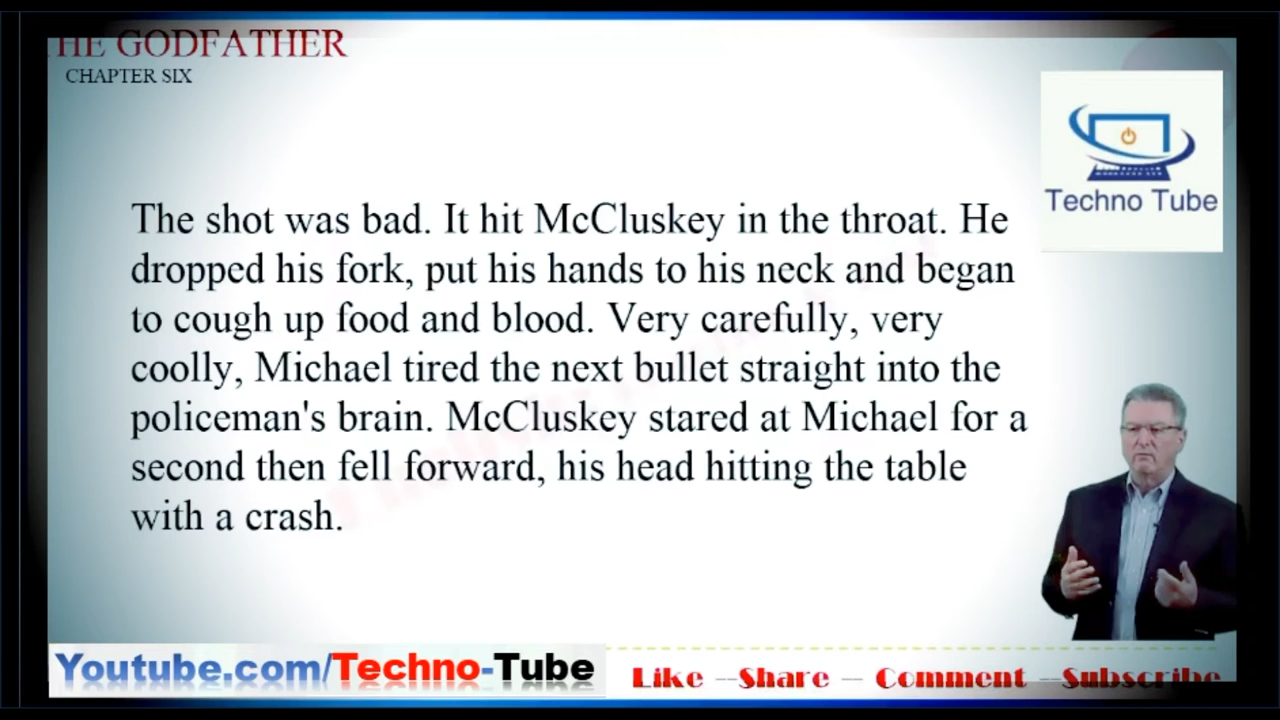 THE GODFATHER
CHAPTER SIX
Techno Tube
The shot was bad. It hit McCluskey in the throat. He
dropped his fork, put his hands to his neck and began
to cough up food and blood. Very carefully, very
coolly, Michael tired the next bullet straight into the
policeman's brain. McCluskey stared at Michael for a
second then fell forward, his head hitting the table
with a crash.
Youtube.com/Techno-Tube
Like --Share -- Comment --Subscribe